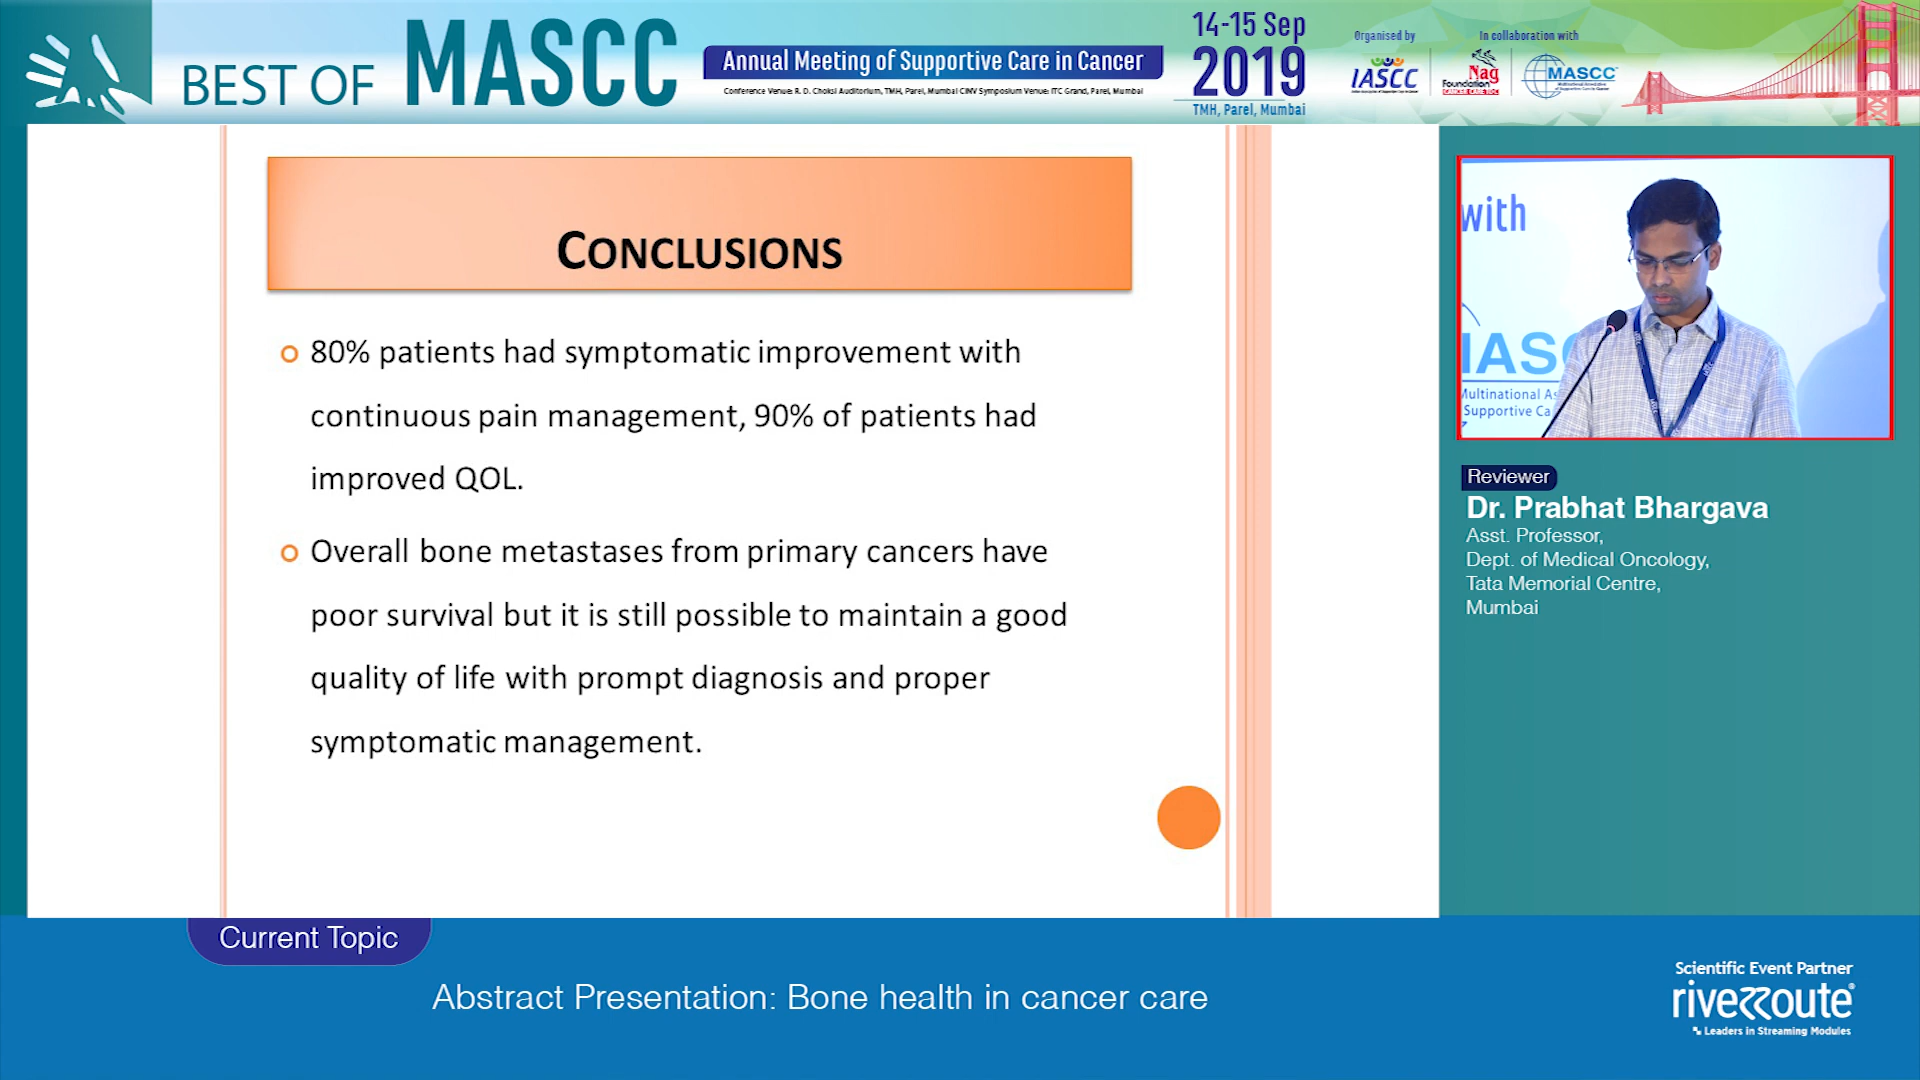 BEST OF MASCC
Annual Meeting of Supportive Care in Cancer
Conference Venue: R. D. Choksi Auditorium, TMH, Parel, Mumbai CINV Symposium Venue: ITC Grand, Parel, Mumbai
14-15 Sep
2019
TMH, Parel, Mumbai
Organised by
IASCC
In collaboration with
Nag
Foundation
CANCER CARE
MASCC
CONCLUSIONS
80% patients had symptomatic improvement with
continuous pain management, 90% of patients had
improved QOL.
Overall bone metastases from primary cancers have
poor survival but it is still possible to maintain a good
quality of life with prompt diagnosis and proper
symptomatic management.
with
MAS
Multinational As
Supportive Ca
Reviewer
Dr. Prabhat Bhargava
Asst. Professor,
Dept. of Medical Oncology,
Tata Memorial Centre,
Mumbai
Current Topic
Abstract Presentation: Bone health in cancer care
Scientific Event Partner
riverroute
Leaders in Streaming Modules